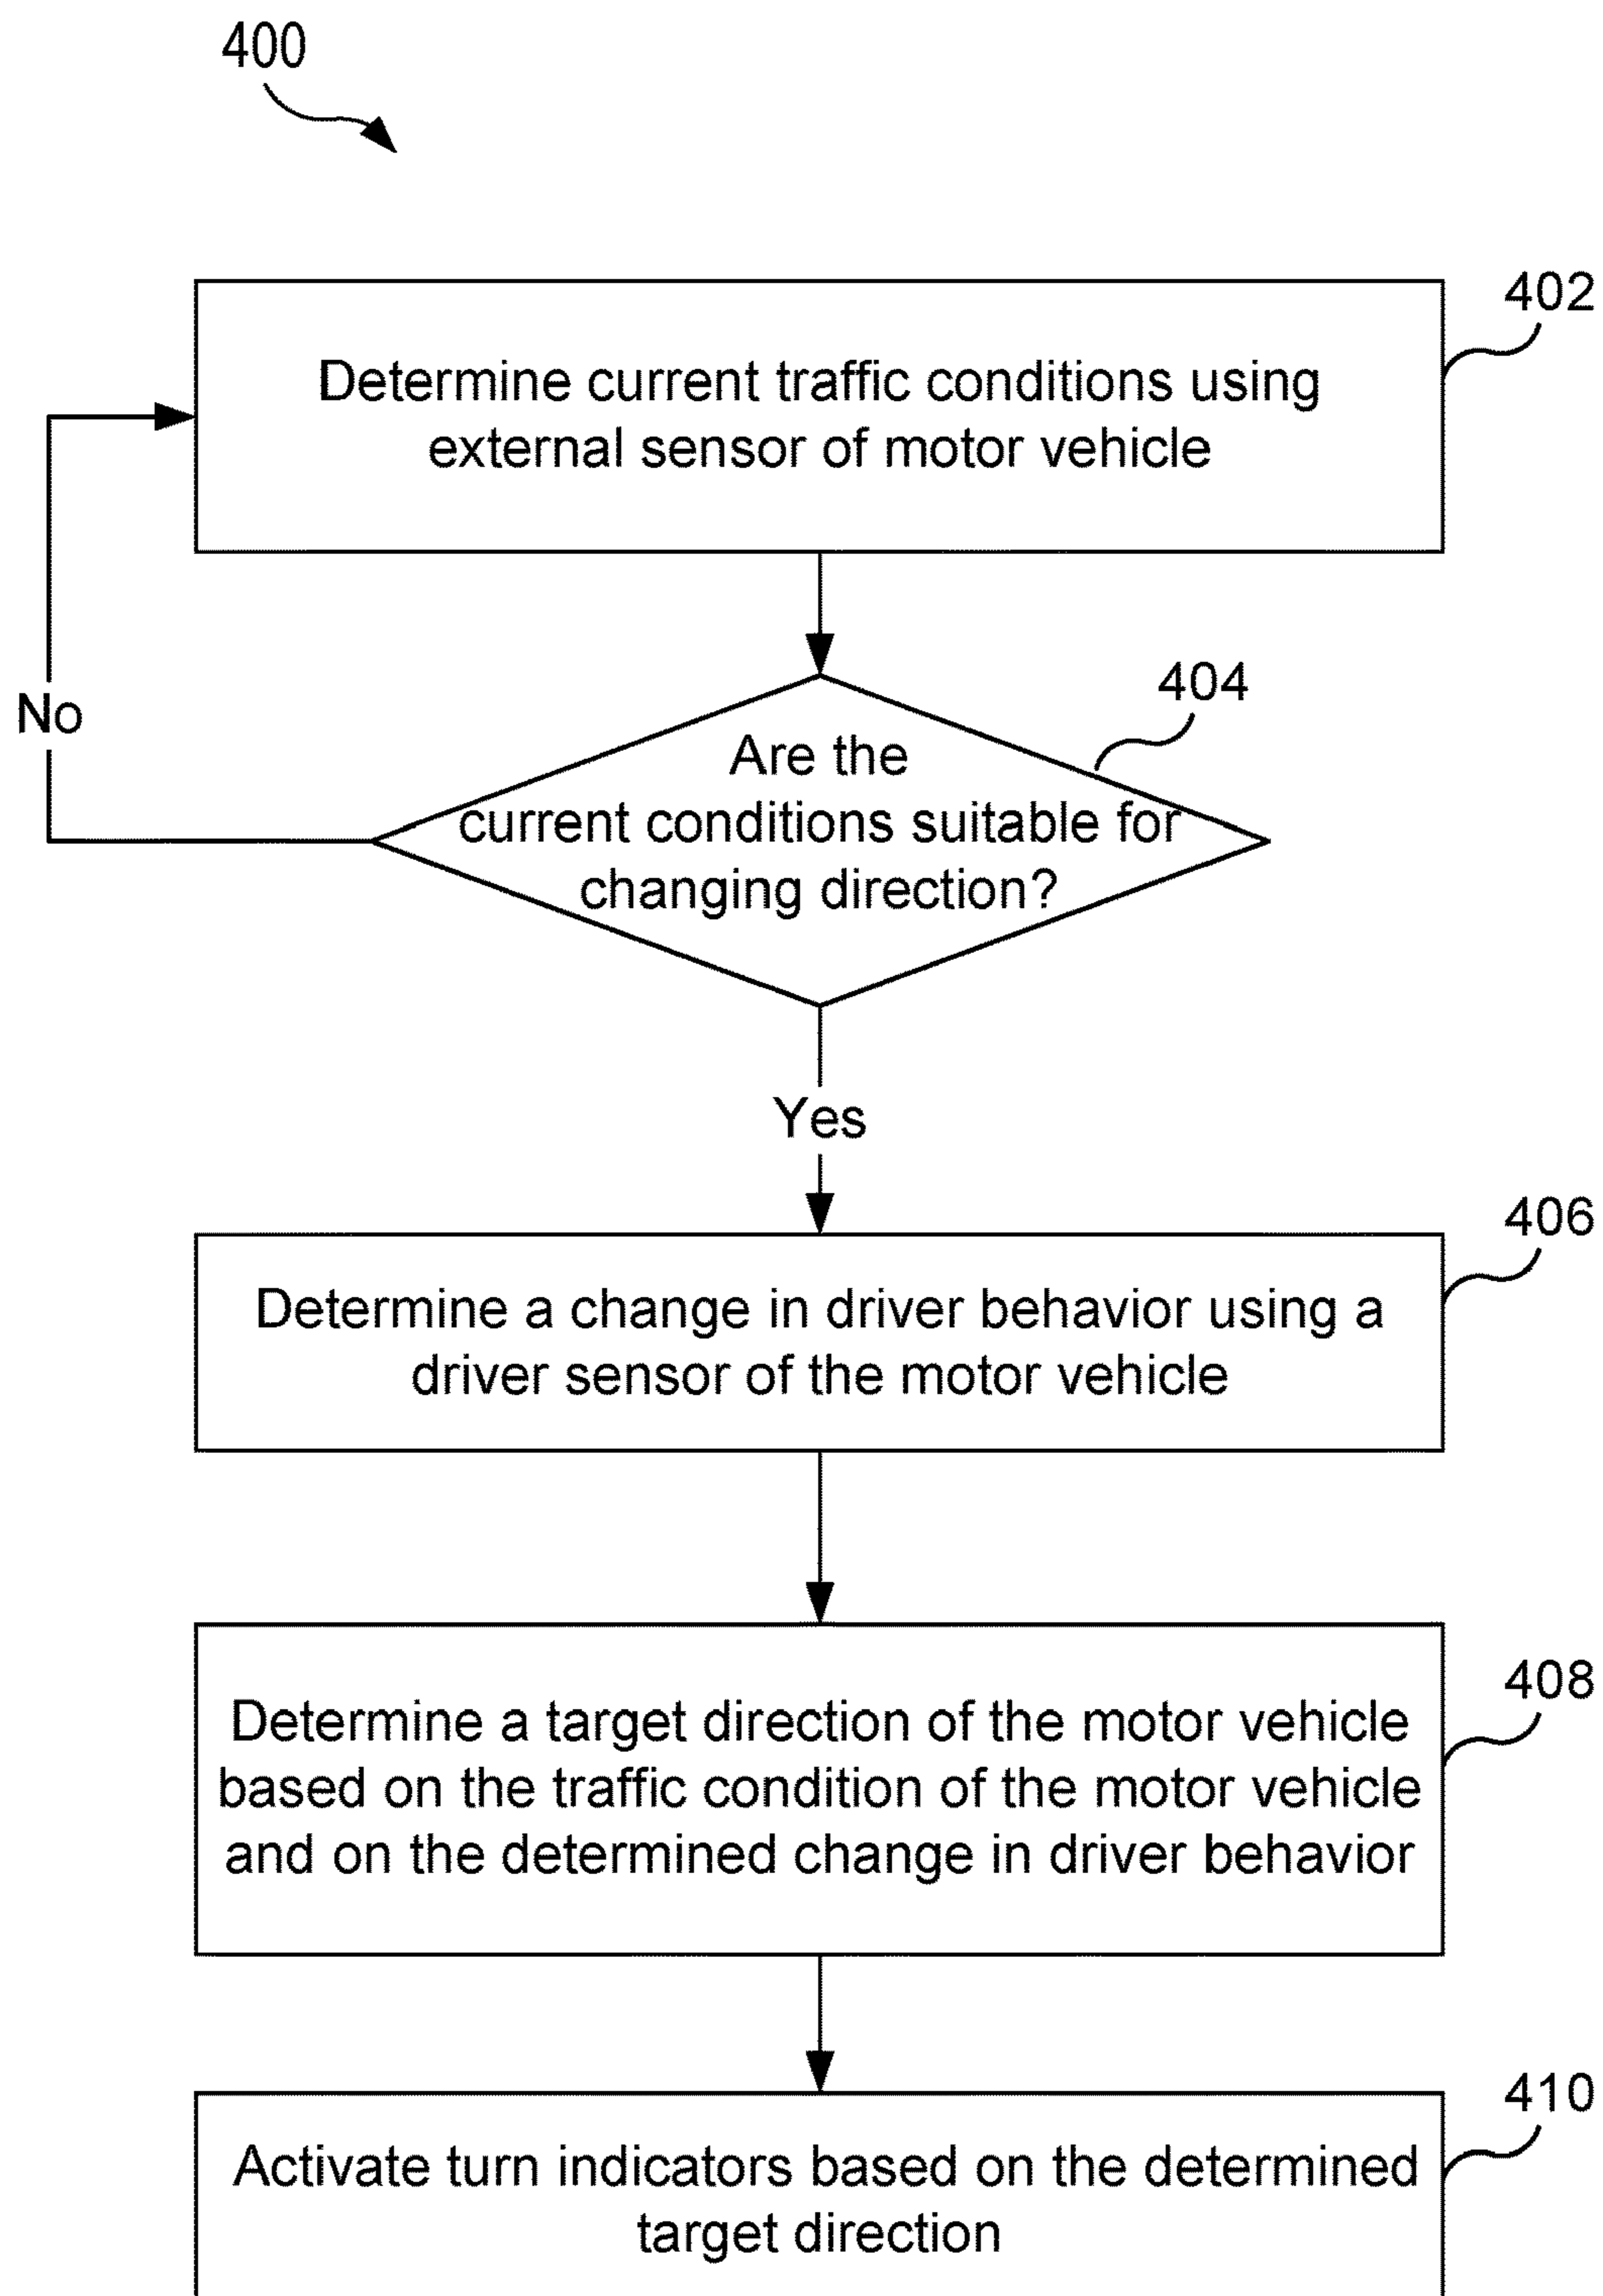 400
402
Determine current traffic conditions using
external sensor of motor vehicle
No
404
Are the
current conditions suitable for
changing direction?
Yes
406
Determine a change in driver behavior using a
driver sensor of the motor vehicle
408
Determine a target direction of the motor vehicle
based on the traffic condition of the motor vehicle
and on the determined change in driver behavior
410
Activate turn indicators based on the determined
target direction